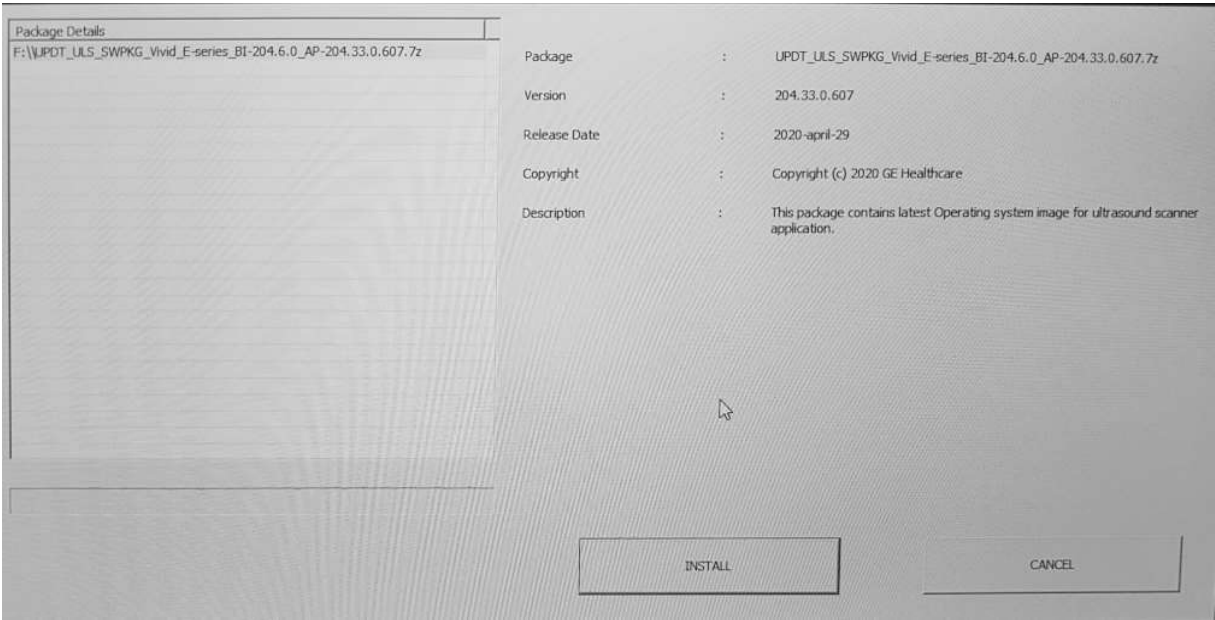 Package Details
F:\\UPDT_ULS_SWPKG_Vivid_E-series_BI-204.6.0_AP-204.33.0.607.7z
Package : UPDT_ULS_SWPKG_Vivid_E-series_BI-204.6.0_AP-204.33.0.607.7z
Version : 204.33.0.607
Release Date : 2020-april-29
Copyright : Copyright (c) 2020 GE Healthcare
Description : This package contains latest Operating system image for ultrasound scanner
application.
INSTALL
CANCEL